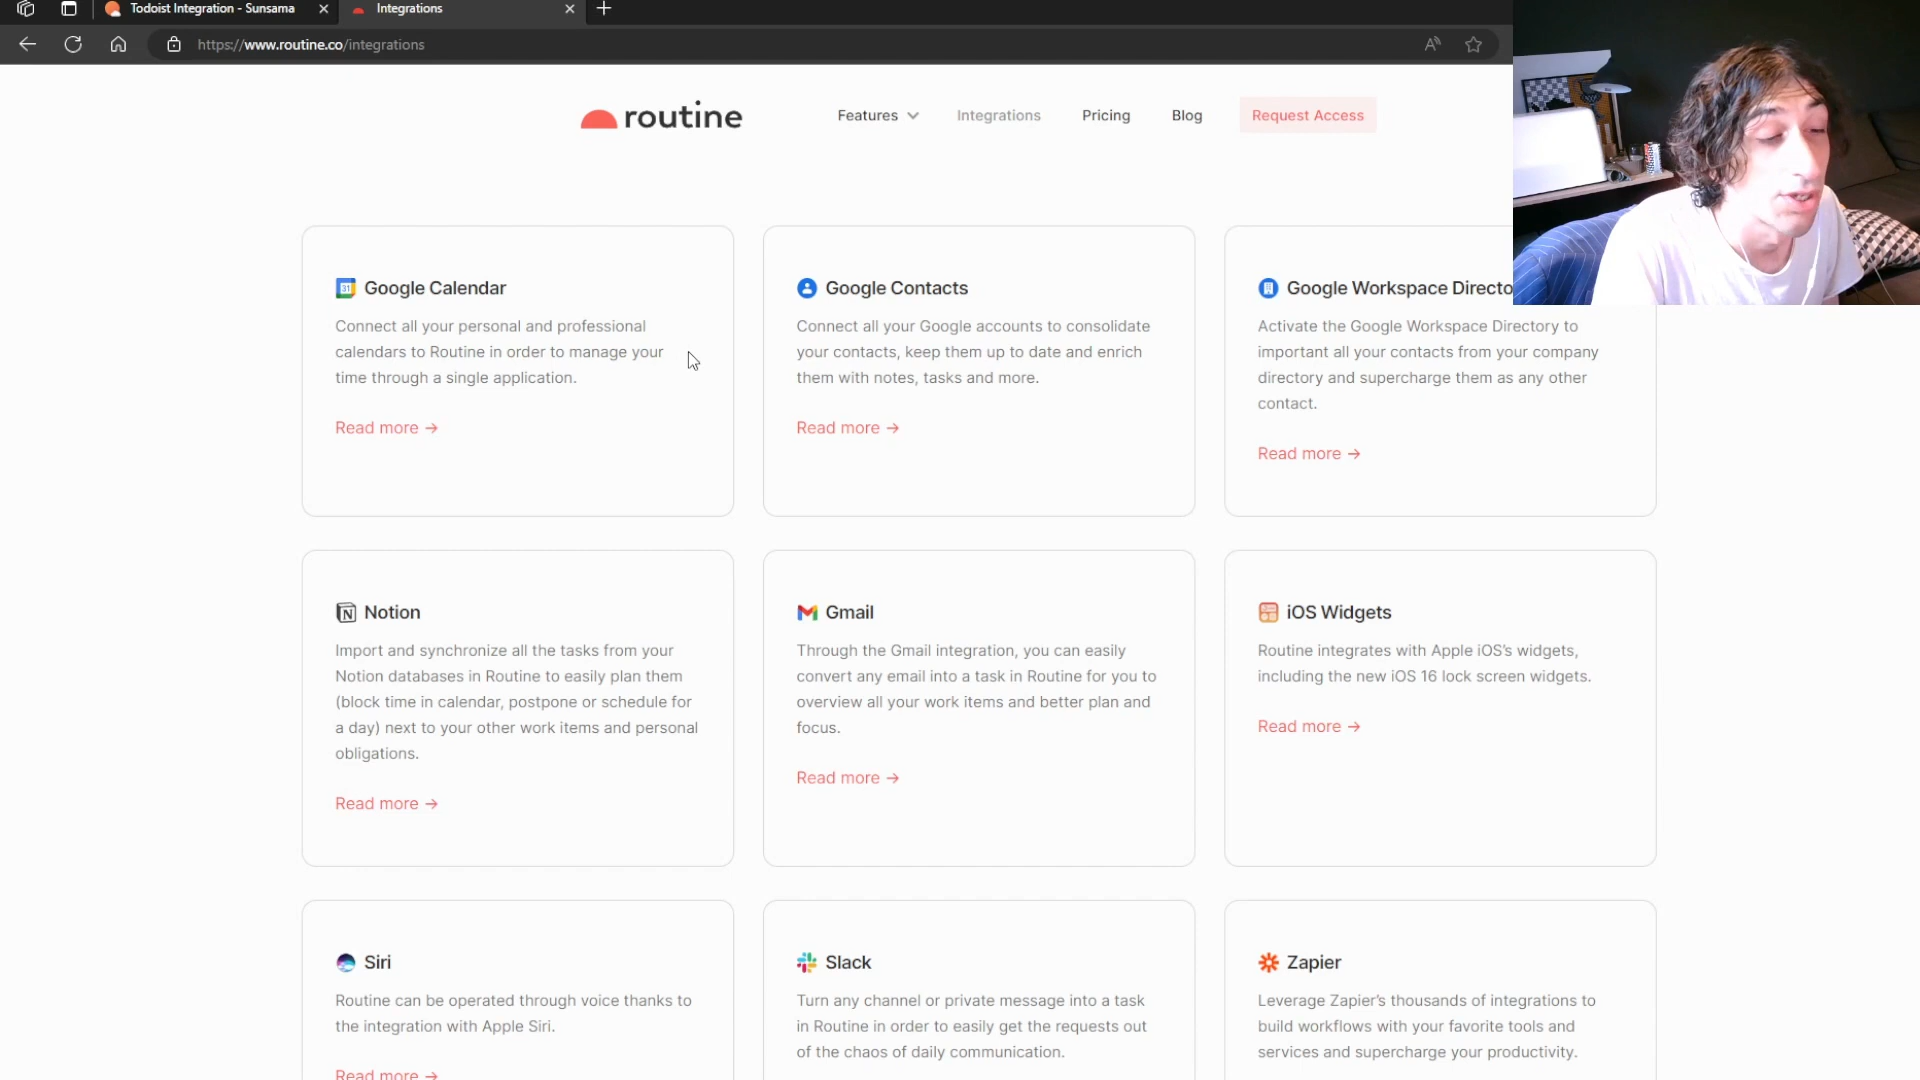 Todoist Integration - Sunsama
Integrations
https://www.routine.co/integrations
routine
Features
Integrations
Pricing
Blog
Request Access
Google Calendar
Connect all your personal and professional
calendars to Routine in order to manage your
time through a single application.
Read more →
Google Contacts
Connect all your Google accounts to consolidate
your contacts, keep them up to date and enrich
them with notes, tasks and more.
Read more →
Google Workspace Directo
Activate the Google Workspace Directory to
important all your contacts from your company
directory and supercharge them as any other
contact.
Read more →
Notion
Import and synchronize all the tasks from your
Notion databases in Routine to easily plan them
(block time in calendar, postpone or schedule for
a day) next to your other work items and personal
obligations.
Read more →
Gmail
Through the Gmail integration, you can easily
convert any email into a task in Routine for you to
overview all your work items and better plan and
focus.
Read more →
iOS Widgets
Routine integrates with Apple iOS's widgets,
including the new iOS 16 lock screen widgets.
Read more →
Siri
Routine can be operated through voice thanks to
the integration with Apple Siri.
Read more →
Slack
Turn any channel or private message into a task
in Routine in order to easily get the requests out
of the chaos of daily communication.
Zapier
Leverage Zapier's thousands of integrations to
build workflows with your favorite tools and
services and supercharge your productivity.